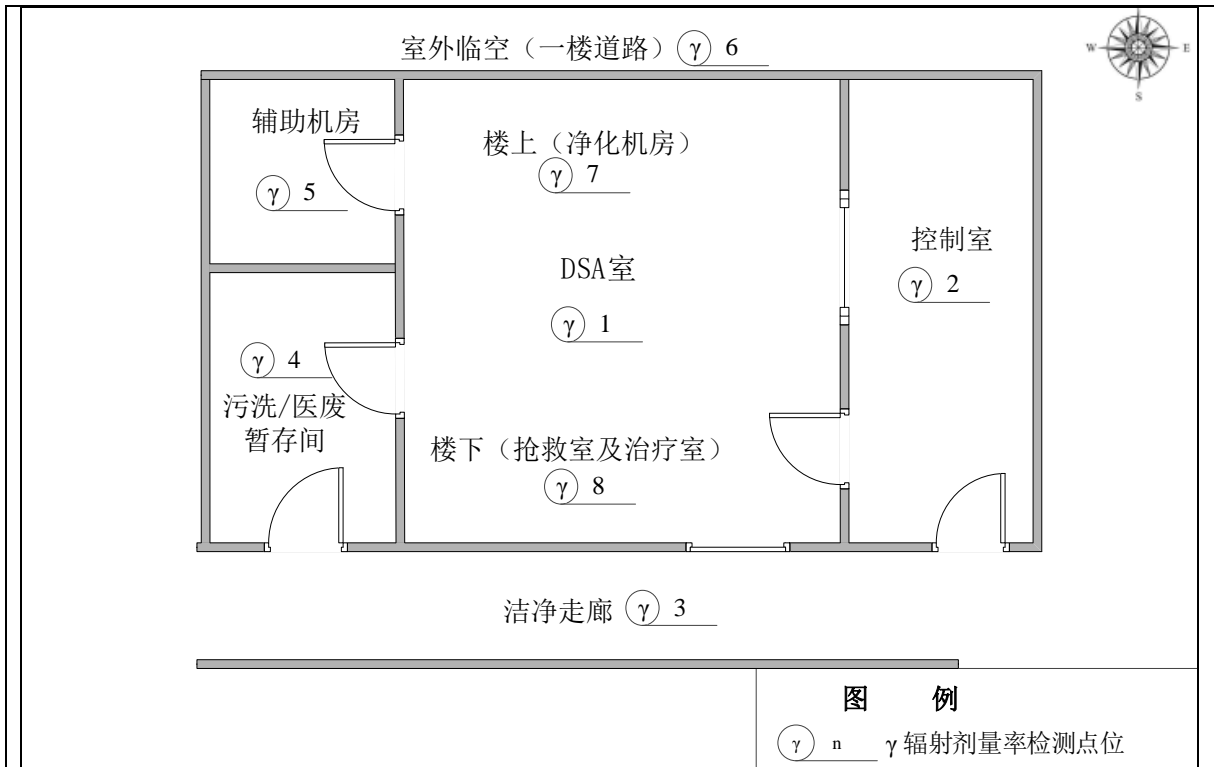 室外临空（一楼道路）γ 6
W E
S
辅助机房
γ 5
楼上（净化机房）
γ 7
DSA室
γ 1
控制室
γ 2
γ 4
污洗/医废
暂存间
楼下（抢救室及治疗室）
γ 8
洁净走廊 γ 3
图 例
γ n γ辐射剂量率检测点位